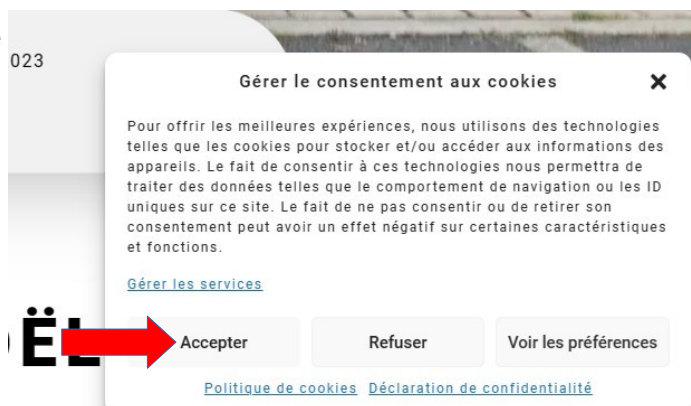 023
Gérer le consentement aux cookies
Pour offrir les meilleures expériences, nous utilisons des technologies
telles que les cookies pour stocker et/ou accéder aux informations des
appareils. Le fait de consentir à ces technologies nous permettra de
traiter des données telles que le comportement de navigation ou les ID
uniques sur ce site. Le fait de ne pas consentir ou de retirer son
consentement peut avoir un effet négatif sur certaines caractéristiques
et fonctions.
Gérer les services
ËL
Accepter Refuser Voir les préférences
Politique de cookies Déclaration de confidentialité